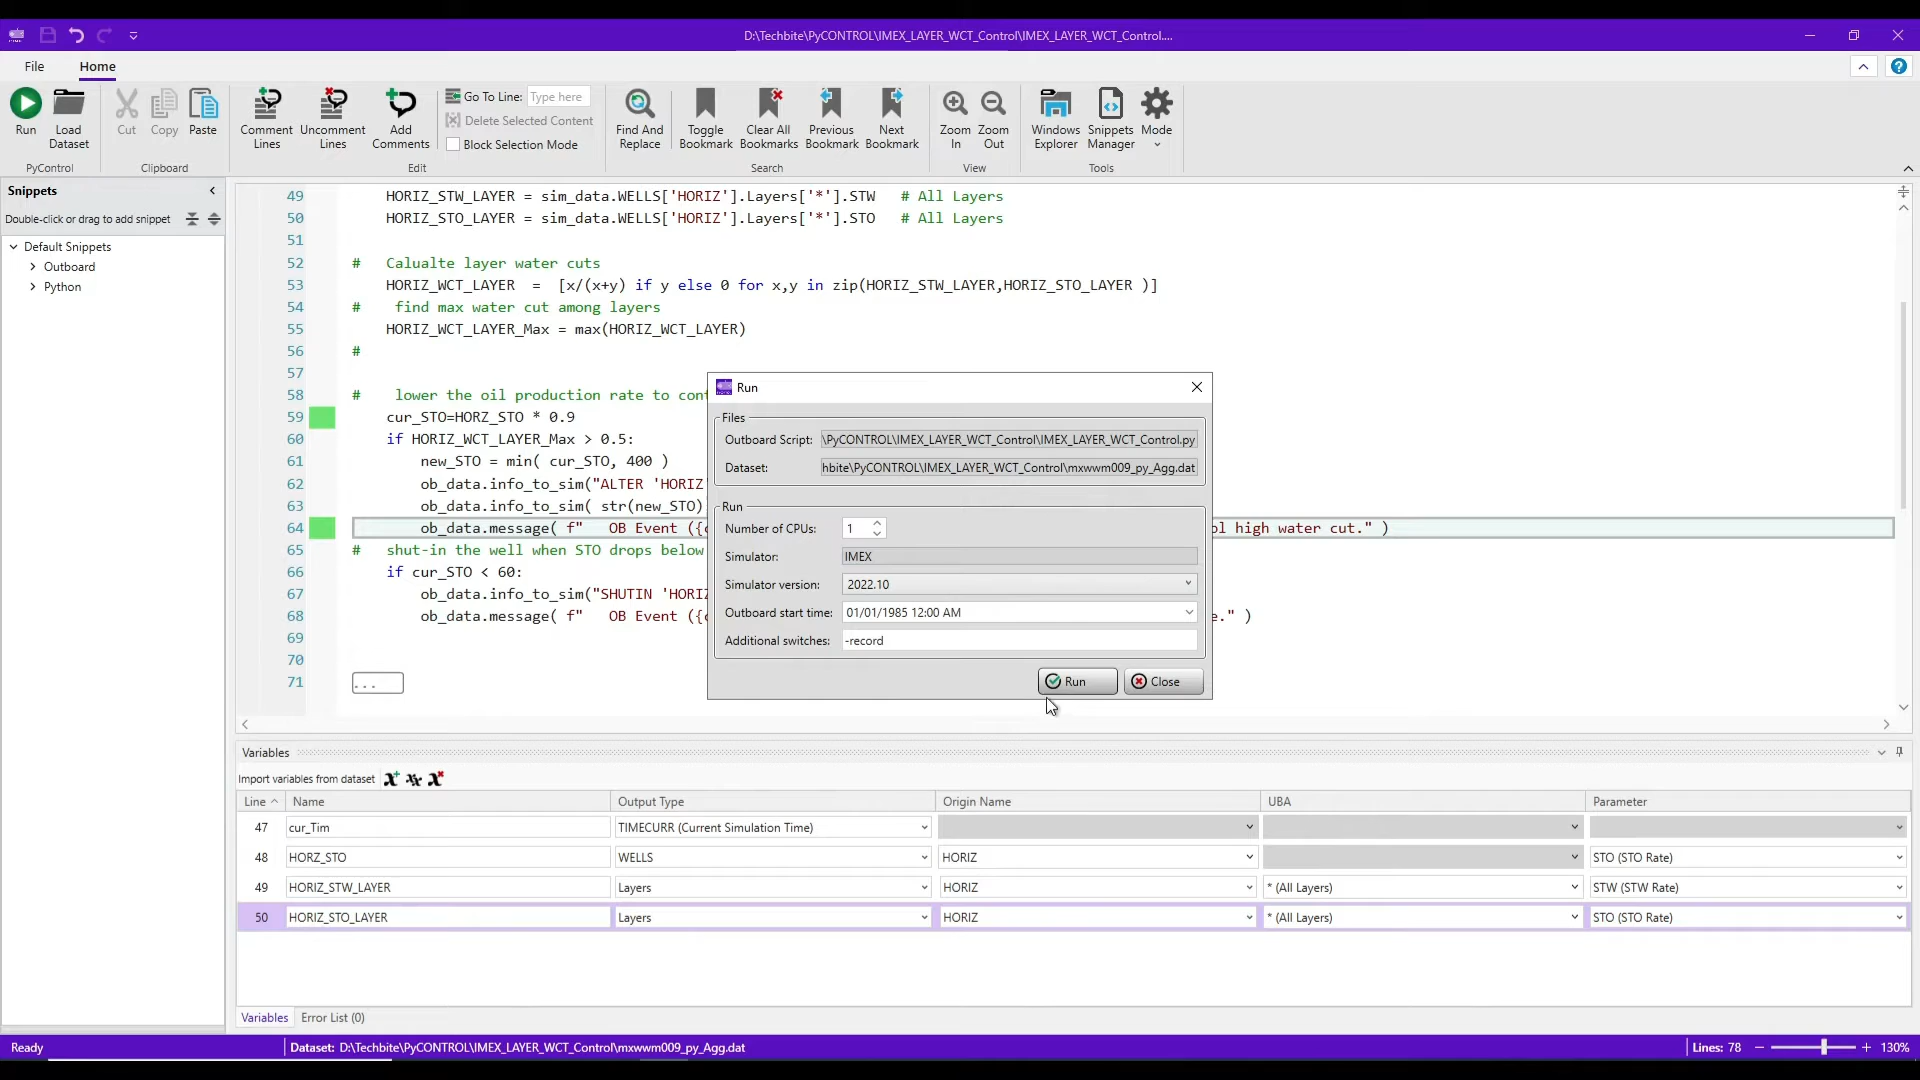 D:\Techbite\PyCONTROL\IMEX_LAYER_WCT_Control\IMEX_LAYER_WCT_Control....
File Home
Run
Load Dataset
Cut
Copy
Paste
Comment Lines
Uncomment Lines
Add Comments
Go To Line: Type here
Delete Selected Content
Block Selection Mode
Find And Replace
Toggle Bookmark
Clear All Bookmarks
Previous Bookmark
Next Bookmark
Zoom In
Zoom Out
Windows Explorer
Snippets Manager
Mode
PyControl Clipboard Edit Search View Tools
Snippets
Double-click or drag to add snippet
Default Snippets
Outboard
Python
49 HORIZ_STW_LAYER = sim_data.WELLS['HORIZ'].Layers['*'].STW # All Layers
50 HORIZ_STO_LAYER = sim_data.WELLS['HORIZ'].Layers['*'].STO # All Layers
51
52 # Calualte layer water cuts
53 HORIZ_WCT_LAYER = [x/(x+y) if y else 0 for x,y in zip(HORIZ_STW_LAYER,HORIZ_STO_LAYER )]
54 # find max water cut among layers
55 HORIZ_WCT_LAYER_Max = max(HORIZ_WCT_LAYER)
56 #
57
58 # lower the oil production rate to con
59 cur_STO=HORZ_STO * 0.9
60 if HORIZ_WCT_LAYER_Max > 0.5:
61 new_STO = min( cur_STO, 400 )
62 ob_data.info_to_sim("ALTER 'HORIZ'
63 ob_data.info_to_sim( str(new_STO)
64 ob_data.message( f" OB Event ({c ol high water cut." )
65 # shut-in the well when STO drops below
66 if cur_STO < 60:
67 ob_data.info_to_sim("SHUTIN 'HORIZ
68 ob_data.message( f" OB Event ({c e." )
69
70
71 ...
Run
Files
Outboard Script: \PyCONTROL\IMEX_LAYER_WCT_Control\IMEX_LAYER_WCT_Control.py
Dataset: hbite\PyCONTROL\IMEX_LAYER_WCT_Control\mxwwm009_py_Agg.dat
Run
Number of CPUs: 1
Simulator: IMEX
Simulator version: 2022.10
Outboard start time: 01/01/1985 12:00 AM
Additional switches: -record
Run Close
Variables
Import variables from dataset
Line Name Output Type Origin Name UBA Parameter
47 cur_Tim TIMECURR (Current Simulation Time)
48 HORZ_STO WELLS HORIZ STO (STO Rate)
49 HORIZ_STW_LAYER Layers HORIZ * (All Layers) STW (STW Rate)
50 HORIZ_STO_LAYER Layers HORIZ * (All Layers) STO (STO Rate)
Variables Error List (0)
Ready Dataset: D:\Techbite\PyCONTROL\IMEX_LAYER_WCT_Control\mxwwm009_py_Agg.dat Lines: 78 130%